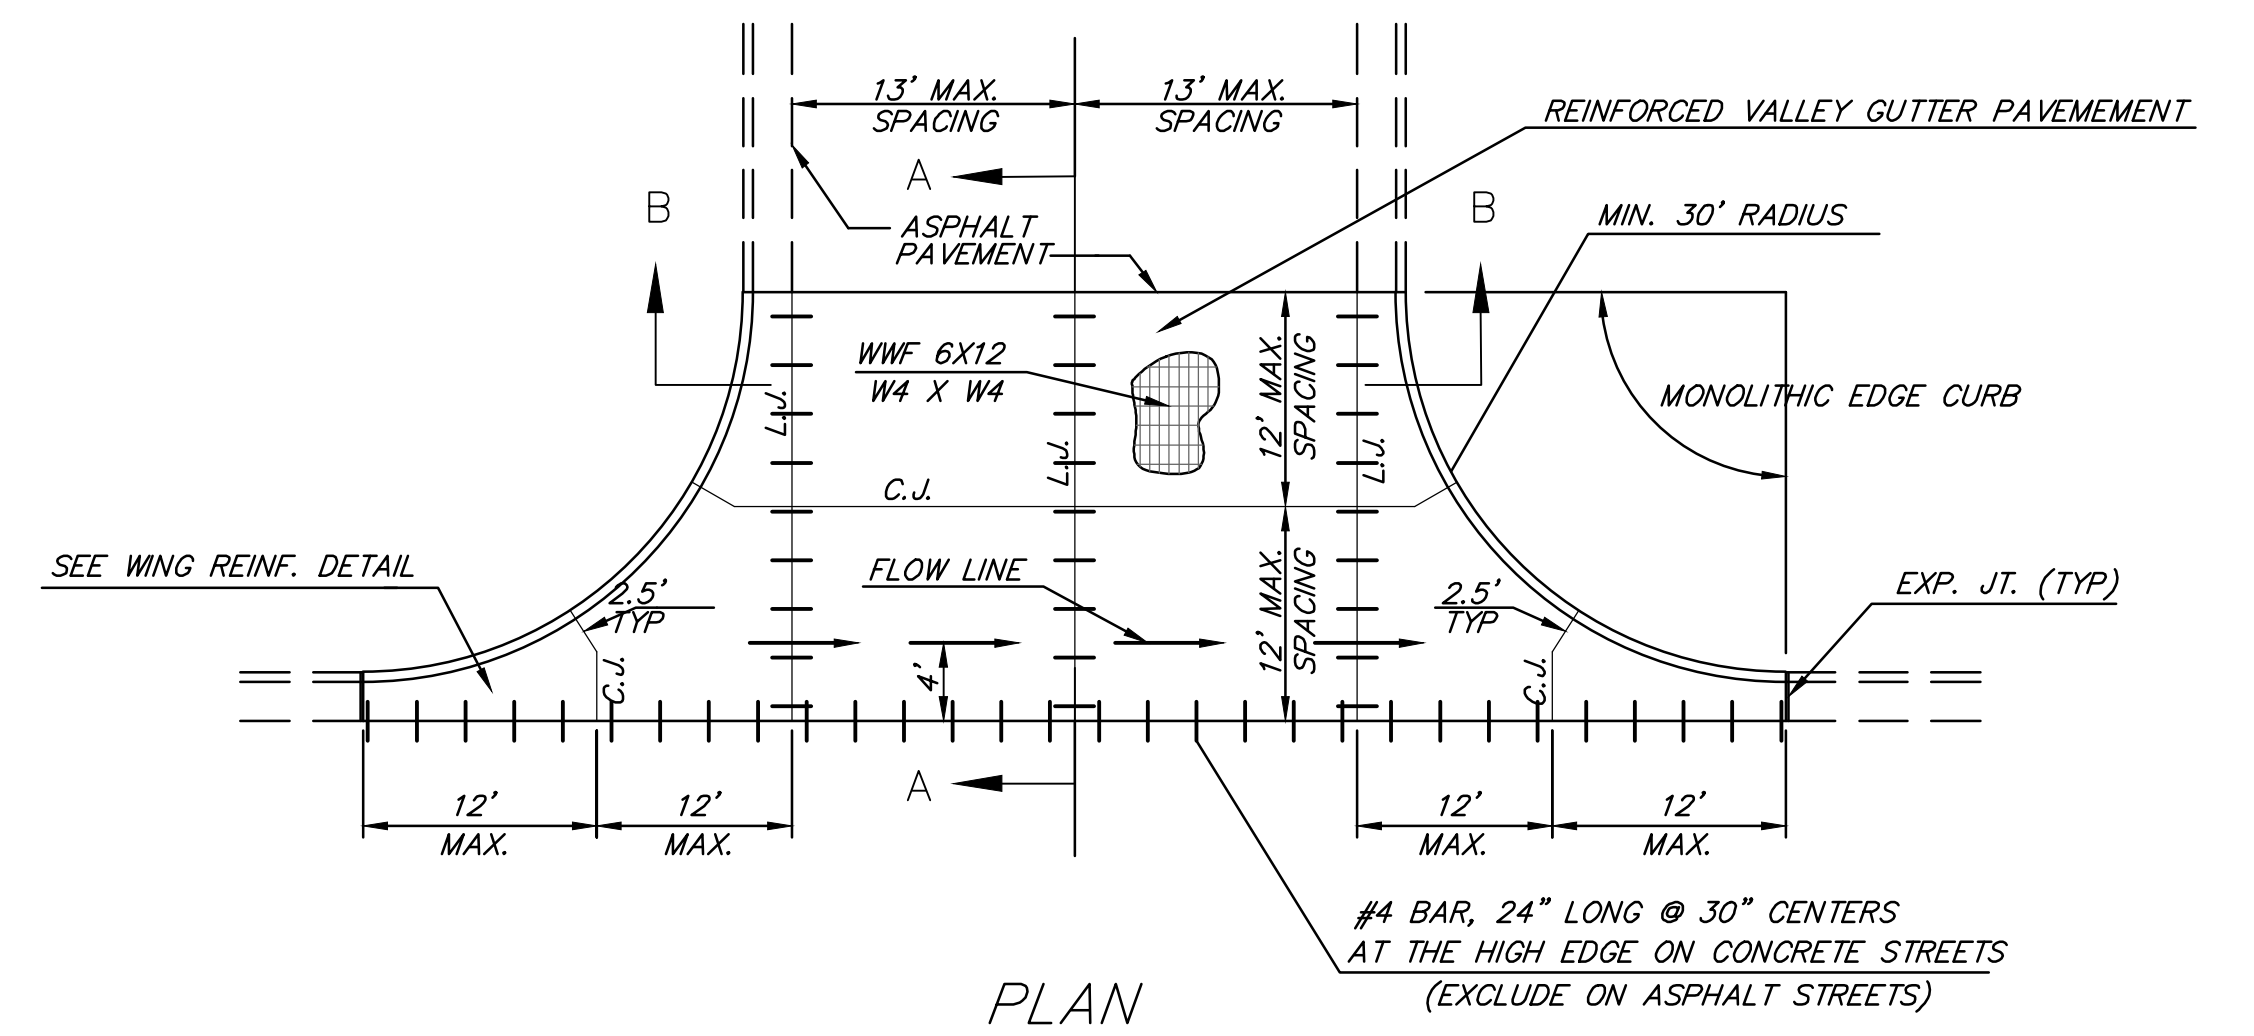 13' MAX.
SPACING
13' MAX.
SPACING
REINFORCED VALLEY GUTTER PAVEMEMENT
A
B
B
MIN. 30' RADIUS
ASPHALT
PAVEMENT
WWF 6X12
W4 X W4
12' MAX.
SPACING
MONOLITHIC EDGE CURB
L.J.
L.J.
L.J.
C.J.
SEE WING REINF. DETAIL
2.5'
TYP
FLOW LINE
12' MAX.
SPACING
2.5'
TYP
EXP. JT. (TYP)
C.J.
4'
C.J.
A
12'
MAX.
12'
MAX.
12'
MAX.
12'
MAX.
#4 BAR, 24" LONG @ 30" CENTERS
AT THE HIGH EDGE ON CONCRETE STREETS
(EXCLUDE ON ASPHALT STREETS)
PLAN